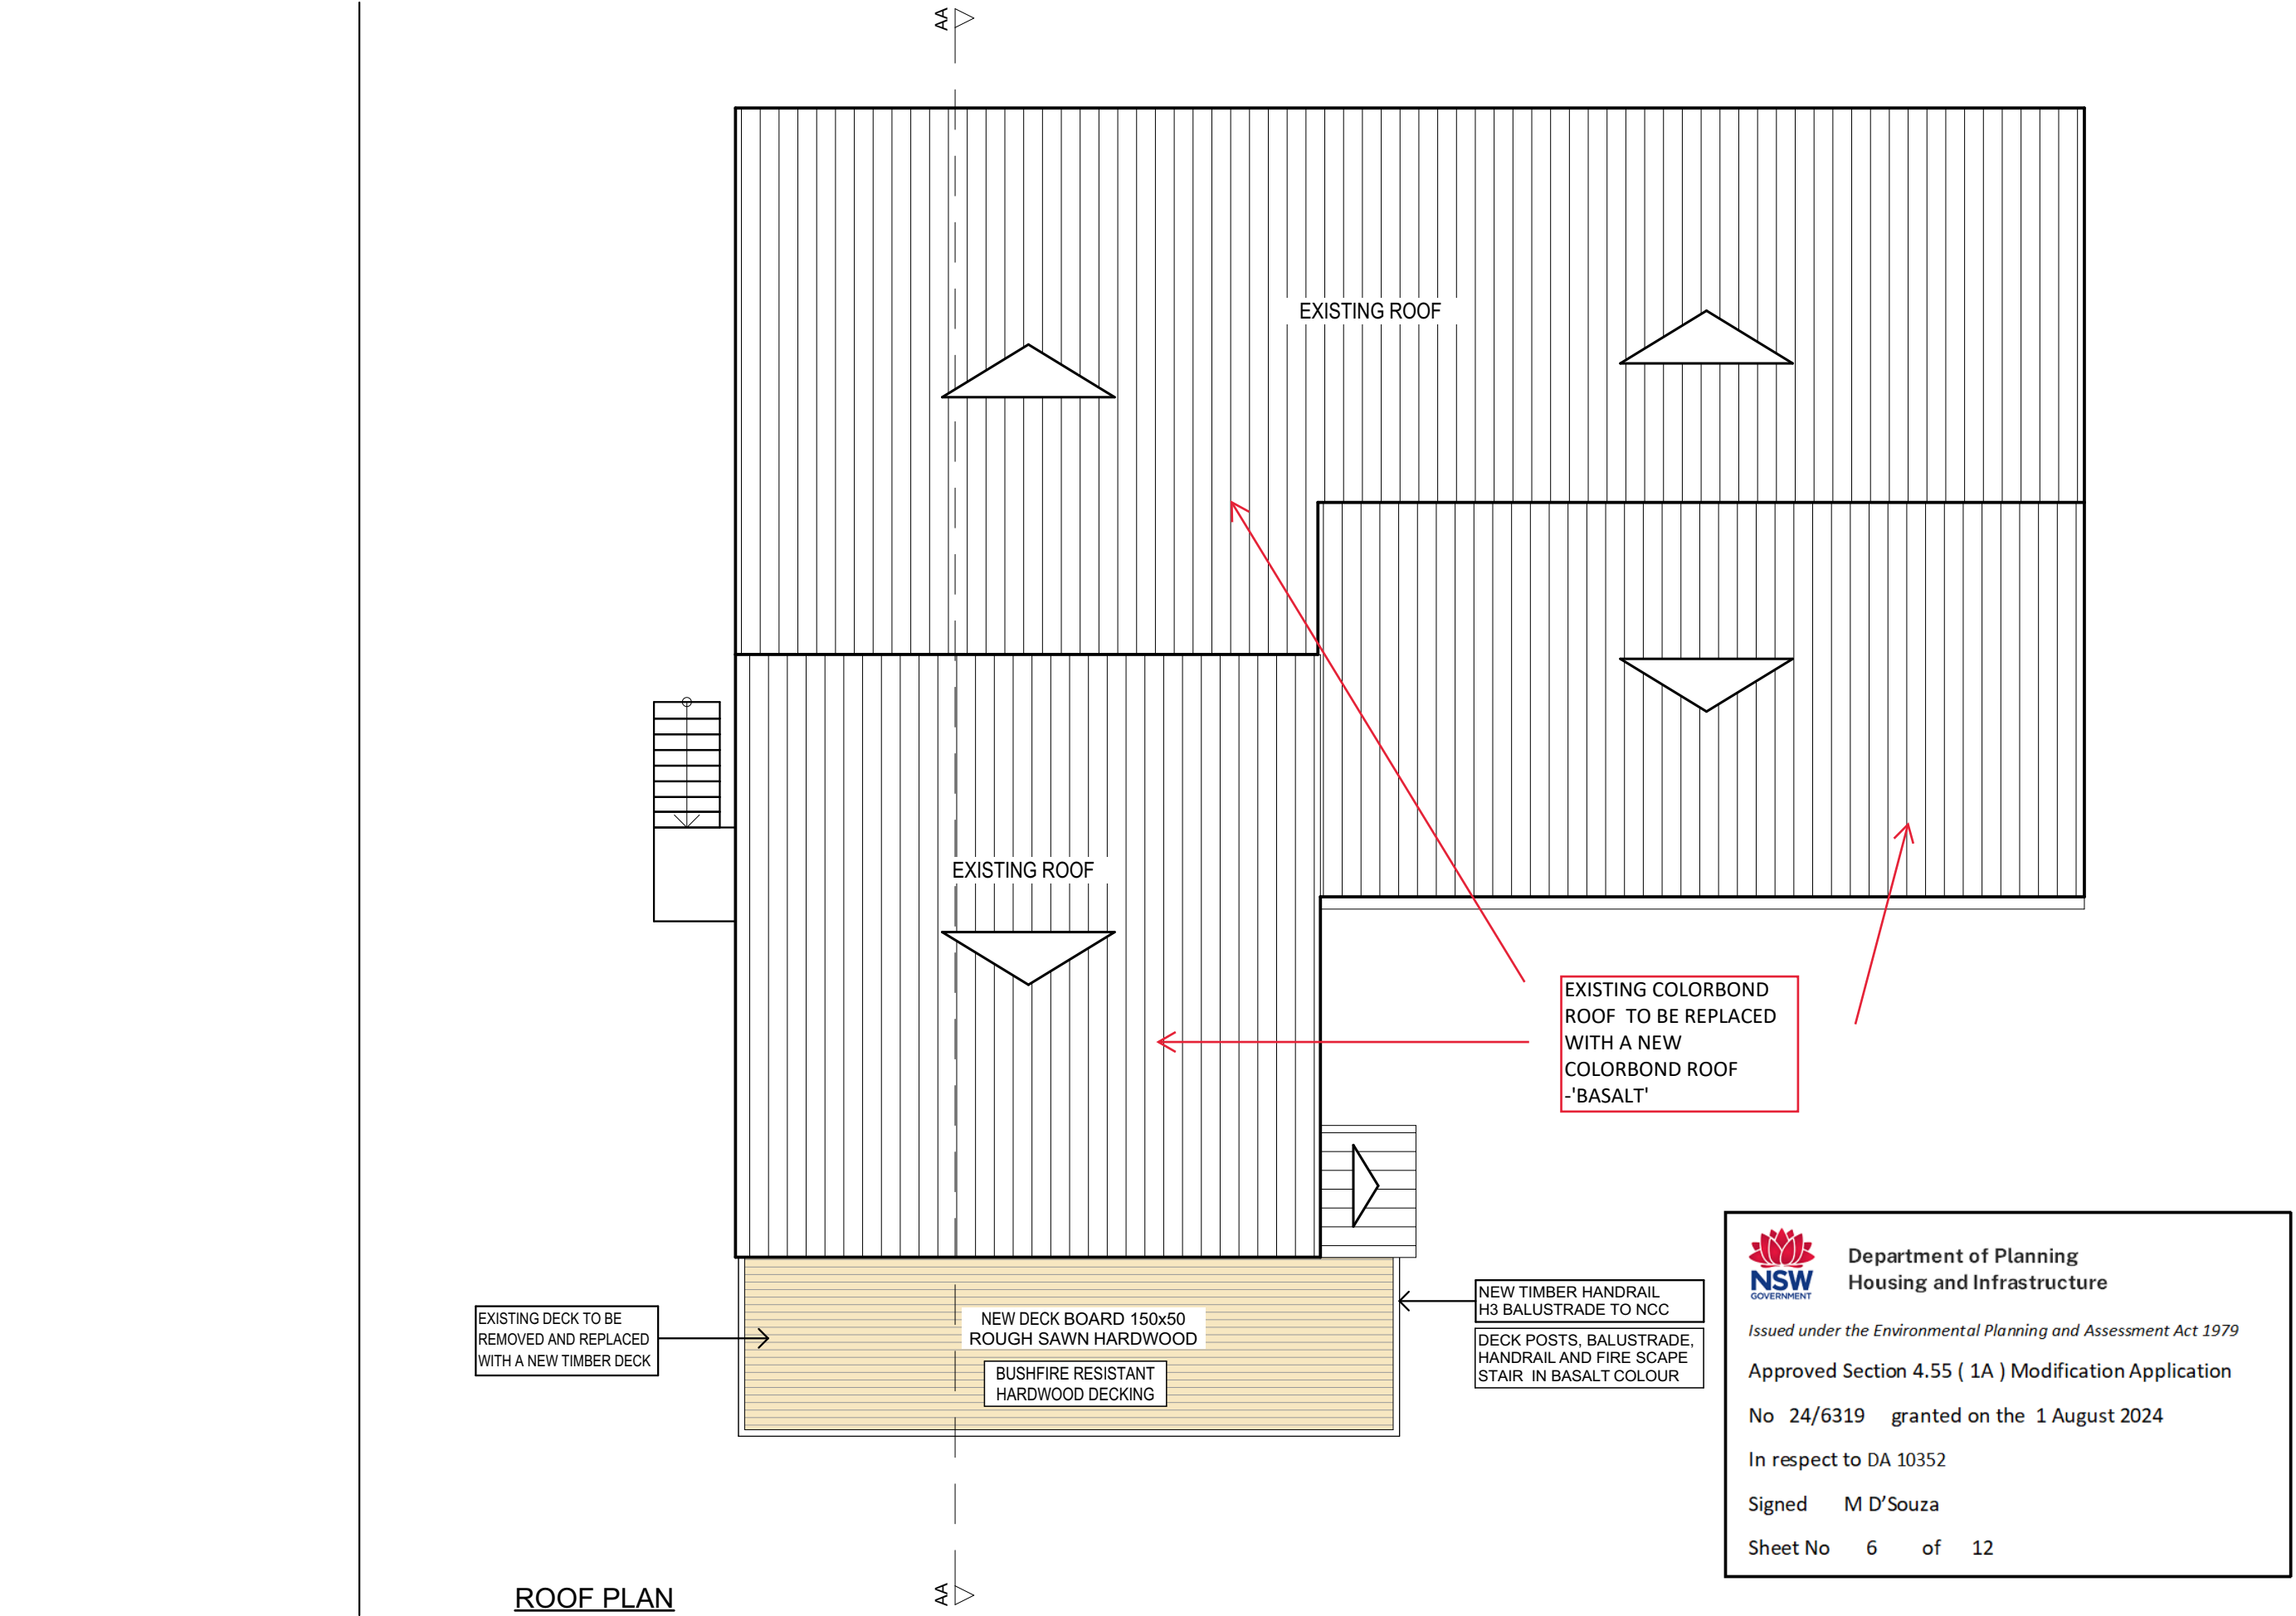 AA
EXISTING ROOF
EXISTING ROOF
EXISTING COLORBOND
ROOF TO BE REPLACED
WITH A NEW
COLORBOND ROOF
-'BASALT'
EXISTING DECK TO BE
REMOVED AND REPLACED
WITH A NEW TIMBER DECK
NEW DECK BOARD 150x50
ROUGH SAWN HARDWOOD
BUSHFIRE RESISTANT
HARDWOOD DECKING
NEW TIMBER HANDRAIL
H3 BALUSTRADE TO NCC
DECK POSTS, BALUSTRADE,
HANDRAIL AND FIRE SCAPE
STAIR IN BASALT COLOUR
NSW
GOVERNMENT
Department of Planning
Housing and Infrastructure
Issued under the Environmental Planning and Assessment Act 1979
Approved Section 4.55 ( 1A ) Modification Application
No 24/6319 granted on the 1 August 2024
In respect to DA 10352
Signed M D’Souza
Sheet No 6 of 12
AA
ROOF PLAN